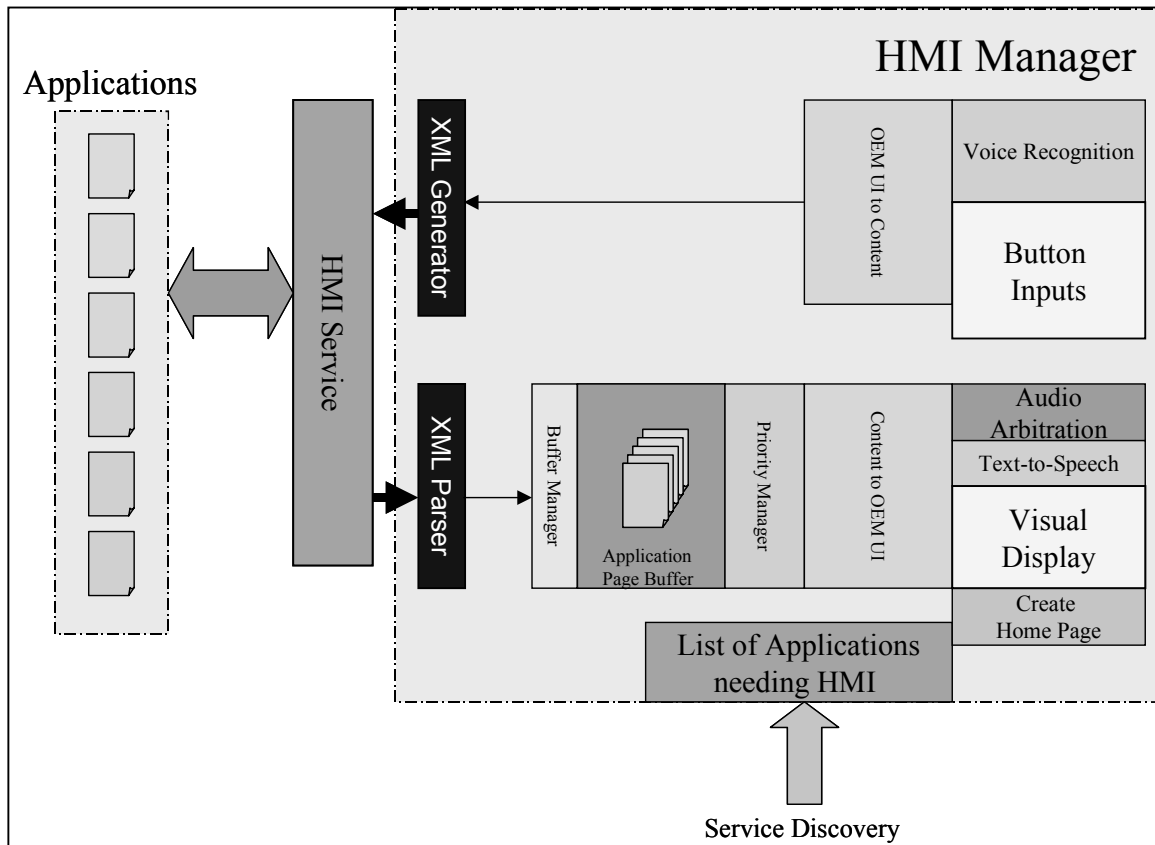 HMI Manager
Applications
HMI Service
XML Generator
OEM UI to Content
Voice Recognition
Button
Inputs
XML Parser
Buffer Manager
Application
Page Buffer
Priority Manager
Content to OEM UI
Audio
Arbitration
Text-to-Speech
Visual
Display
Create
Home Page
List of Applications
needing HMI
Service Discovery